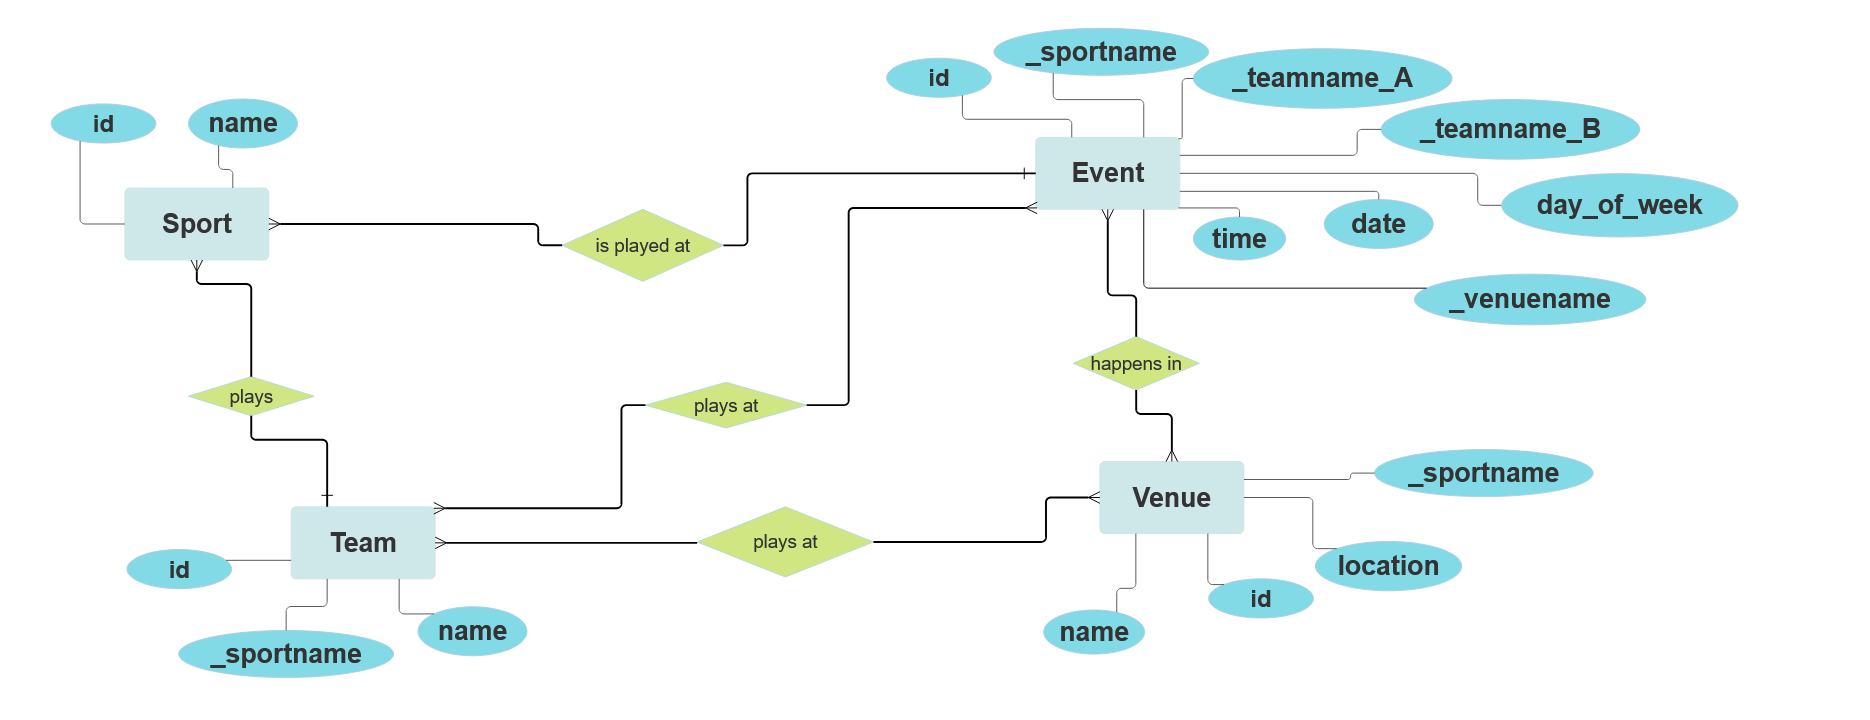 _sportname
id
_teamname_A
_teamname_B
id
name
Event
day_of_week
Sport
time
date
is played at
_venuename
happens in
plays
plays at
_sportname
Venue
Team
plays at
location
id
id
name
name
_sportname